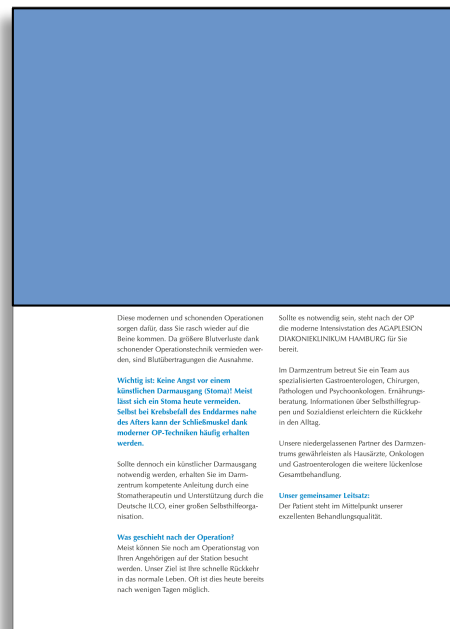 Diese modernen und schonenden Operationen
sorgen dafür, dass Sie rasch wieder auf die
Beine kommen. Da größere Blutverluste dank
schonender Operationstechnik vermieden wer-
den, sind Blutübertragungen die Ausnahme.
Wichtig ist: Keine Angst vor einem
künstlichen Darmausgang (Stoma)! Meist
lässt sich ein Stoma heute vermeiden.
Selbst bei Krebsbefall des Enddarmes nahe
des Afters kann der Schließmuskel dank
moderner OP-Techniken häufig erhalten
werden.
Sollte dennoch ein künstlicher Darmausgang
notwendig werden, erhalten Sie im Darm-
zentrum kompetente Anleitung durch eine
Stomatherapeutin und Unterstützung durch die
Deutsche ILCO, einer großen Selbsthilfeorga-
nisation.
Was geschieht nach der Operation?
Meist können Sie noch am Operationstag von
Ihren Angehörigen auf der Station besucht
werden. Unser Ziel ist Ihre schnelle Rückkehr
in das normale Leben. Oft ist dies heute bereits
nach wenigen Tagen möglich.
Sollte es notwendig sein, steht nach der OP
die moderne Intensivstation des AGAPLESION
DIAKONIEKLINIKUM HAMBURG für Sie
bereit.
Im Darmzentrum betreut Sie ein Team aus
spezialisierten Gastroenterologen, Chirurgen,
Pathologen und Psychoonkologen. Ernährungs-
beratung, Informationen über Selbsthilfegrup-
pen und Sozialdienst erleichtern die Rückkehr
in den Alltag.
Unsere niedergelassenen Partner des Darmzen-
trums gewährleisten als Hausärzte, Onkologen
und Gastroenterologen die weitere lückenlose
Gesamtbehandlung.
Unser gemeinsamer Leitsatz:
Der Patient steht im Mittelpunkt unserer
exzellenten Behandlungsqualität.